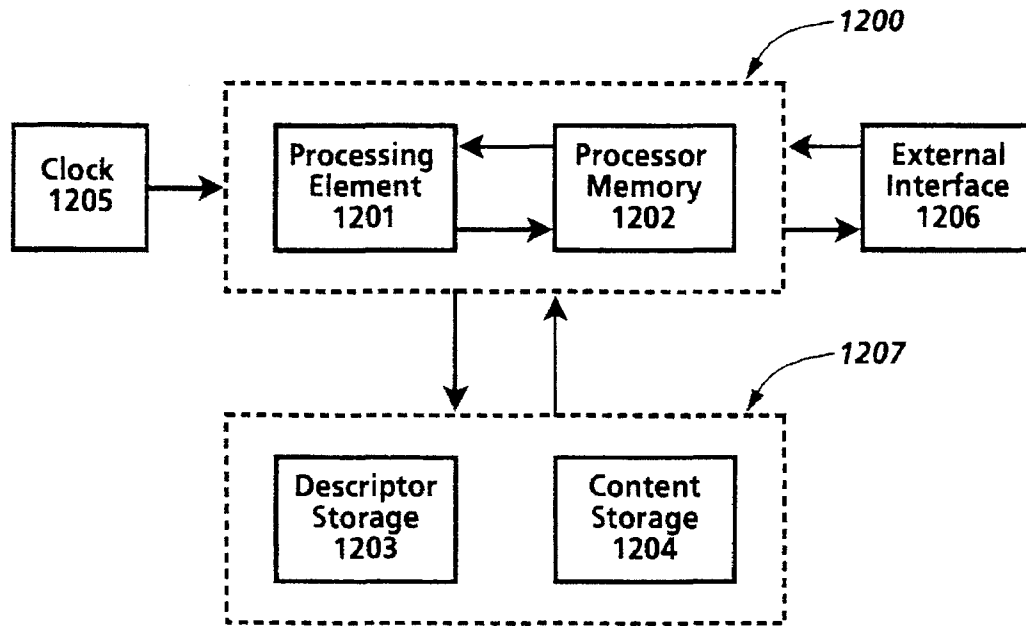 1200
Clock
1205
Processing
Element
1201
Processor
Memory
1202
External
Interface
1206
1207
Descriptor
Storage
1203
Content
Storage
1204